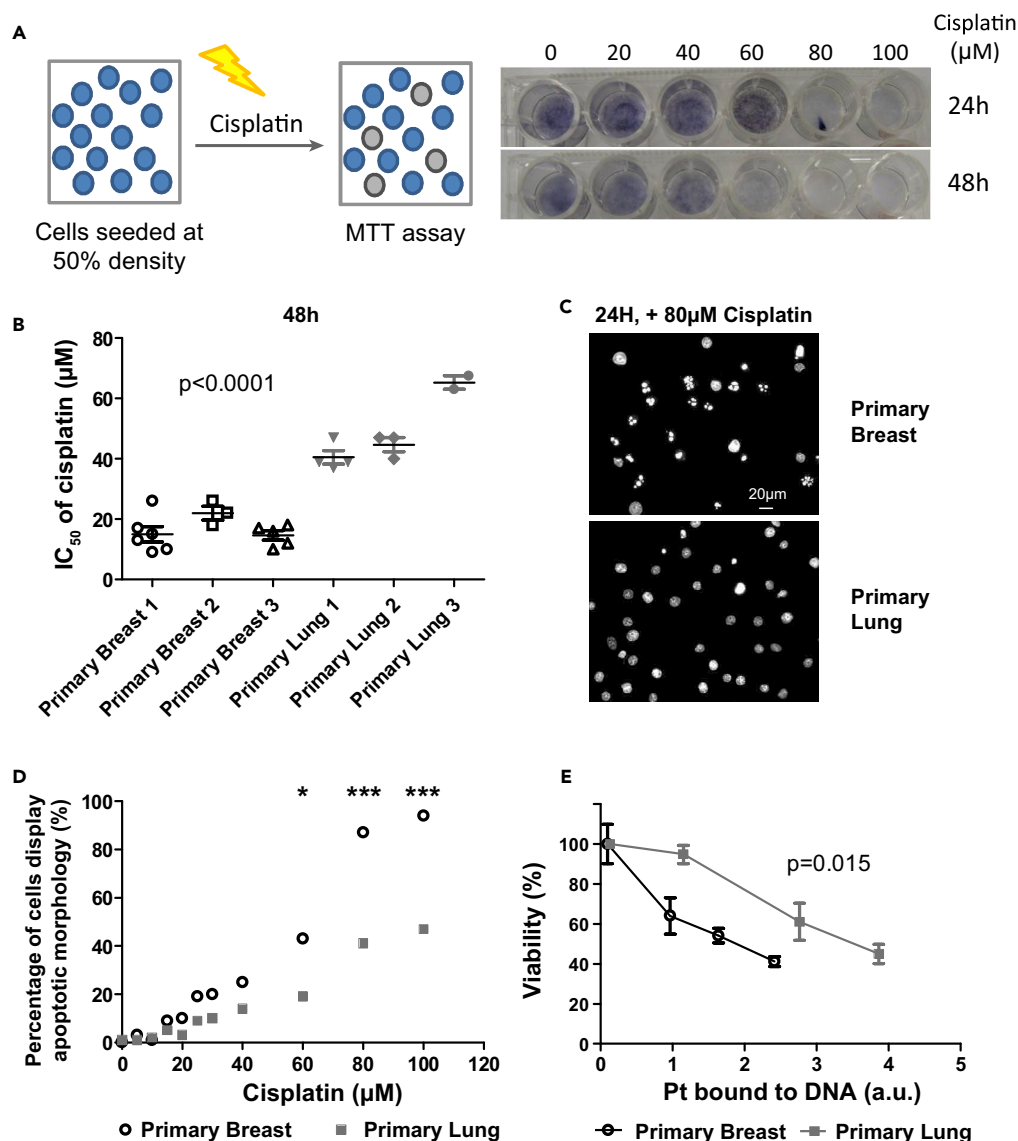 A
Cisplatin
Cells seeded at
50% density
MTT assay
Cisplatin
(µM)
0 20 40 60 80 100
24h
48h
B
48h
p<0.0001
IC50 of cisplatin (µM)
80
60
40
20
0
Primary Breast 1
Primary Breast 2
Primary Breast 3
Primary Lung 1
Primary Lung 2
Primary Lung 3
C
24H, + 80µM Cisplatin
Primary
Breast
20µm
Primary
Lung
D
Percentage of cells display
apoptotic morphology (%)
100
80
60
40
20
0
* *** ***
0 20 40 60 80 100 120
Cisplatin (µM)
Primary Breast Primary Lung
E
Viability (%)
100
80
60
40
20
0
p=0.015
0 1 2 3 4 5
Pt bound to DNA (a.u.)
Primary Breast Primary Lung